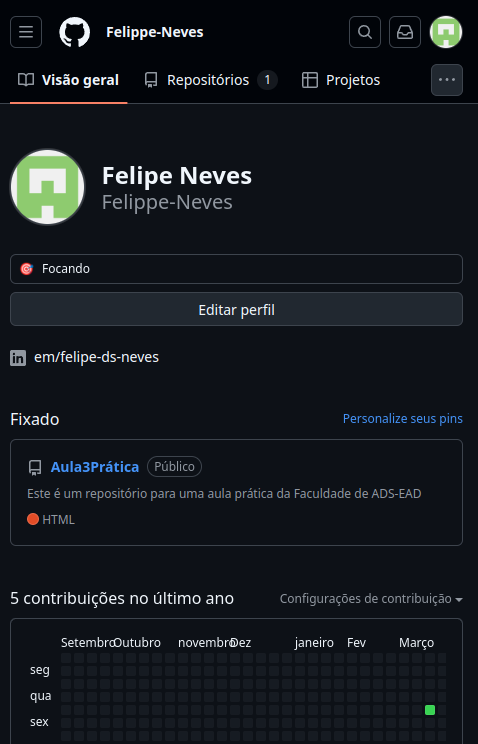 Felippe-Neves
Visão geral
Repositórios 1
Projetos
Felipe Neves
Felippe-Neves
Focando
Editar perfil
in em/felipe-ds-neves
Fixado
Personalize seus pins
Aula3Prática Público
Este é um repositório para uma aula prática da Faculdade de ADS-EAD
HTML
5 contribuições no último ano
Configurações de contribuição
Setembro Outubro novembro Dez janeiro Fev Março
seg
qua
sex